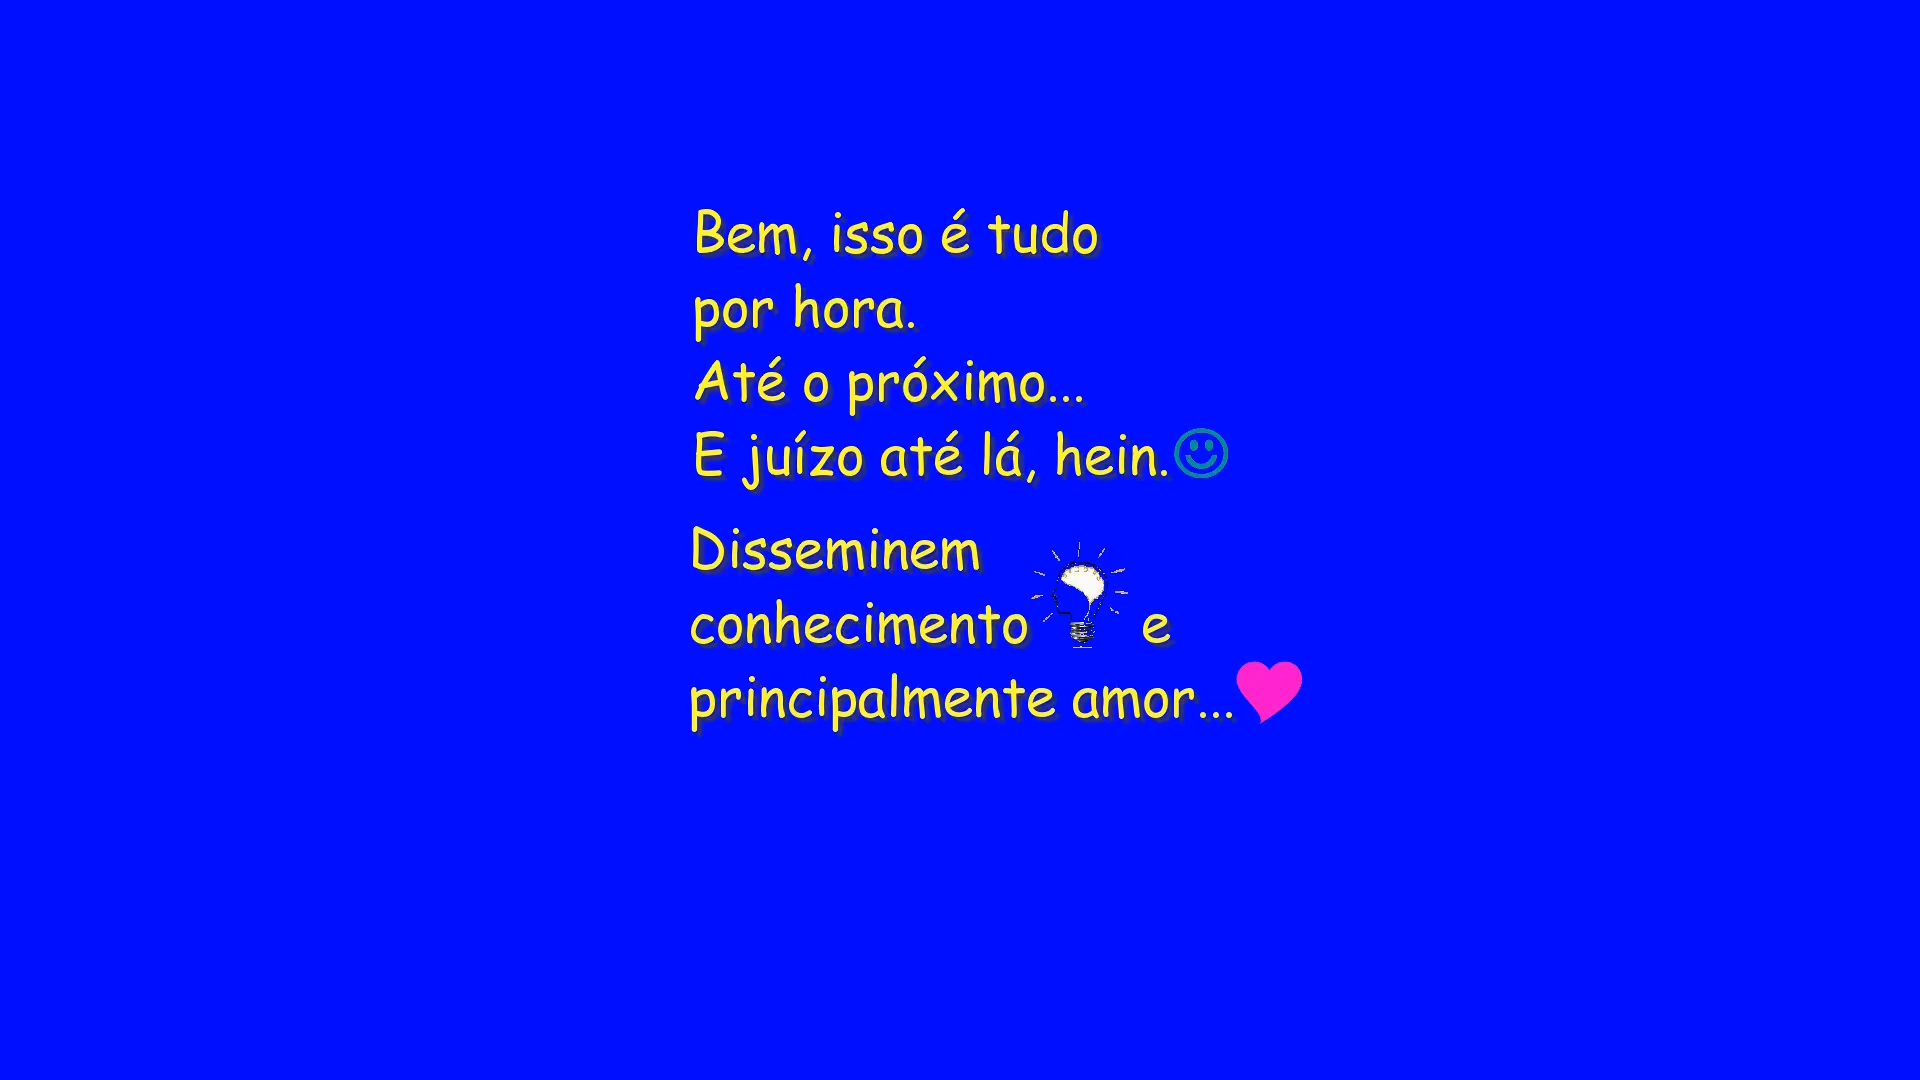 Bem, isso é tudo
por hora.
Até o próximo...
E juízo até lá, hein.
Disseminem
conhecimento e
principalmente amor...